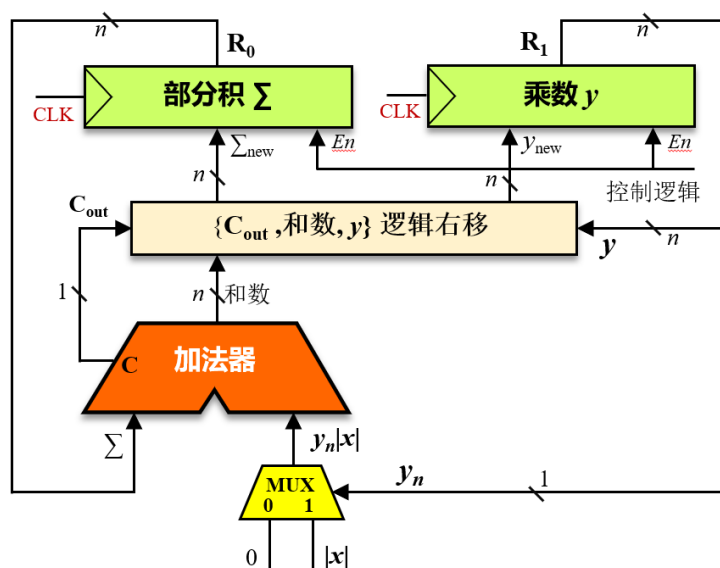 n
R₀
R₁
n
部分积 ∑
乘数 y
CLK
CLK
∑new
En
ynew
En
n
n
控制逻辑
Cout
{Cout ,和数, y} 逻辑右移
y
n
1
n
和数
C
加法器
∑
yn|x|
MUX
0 1
yn
1
0
|x|